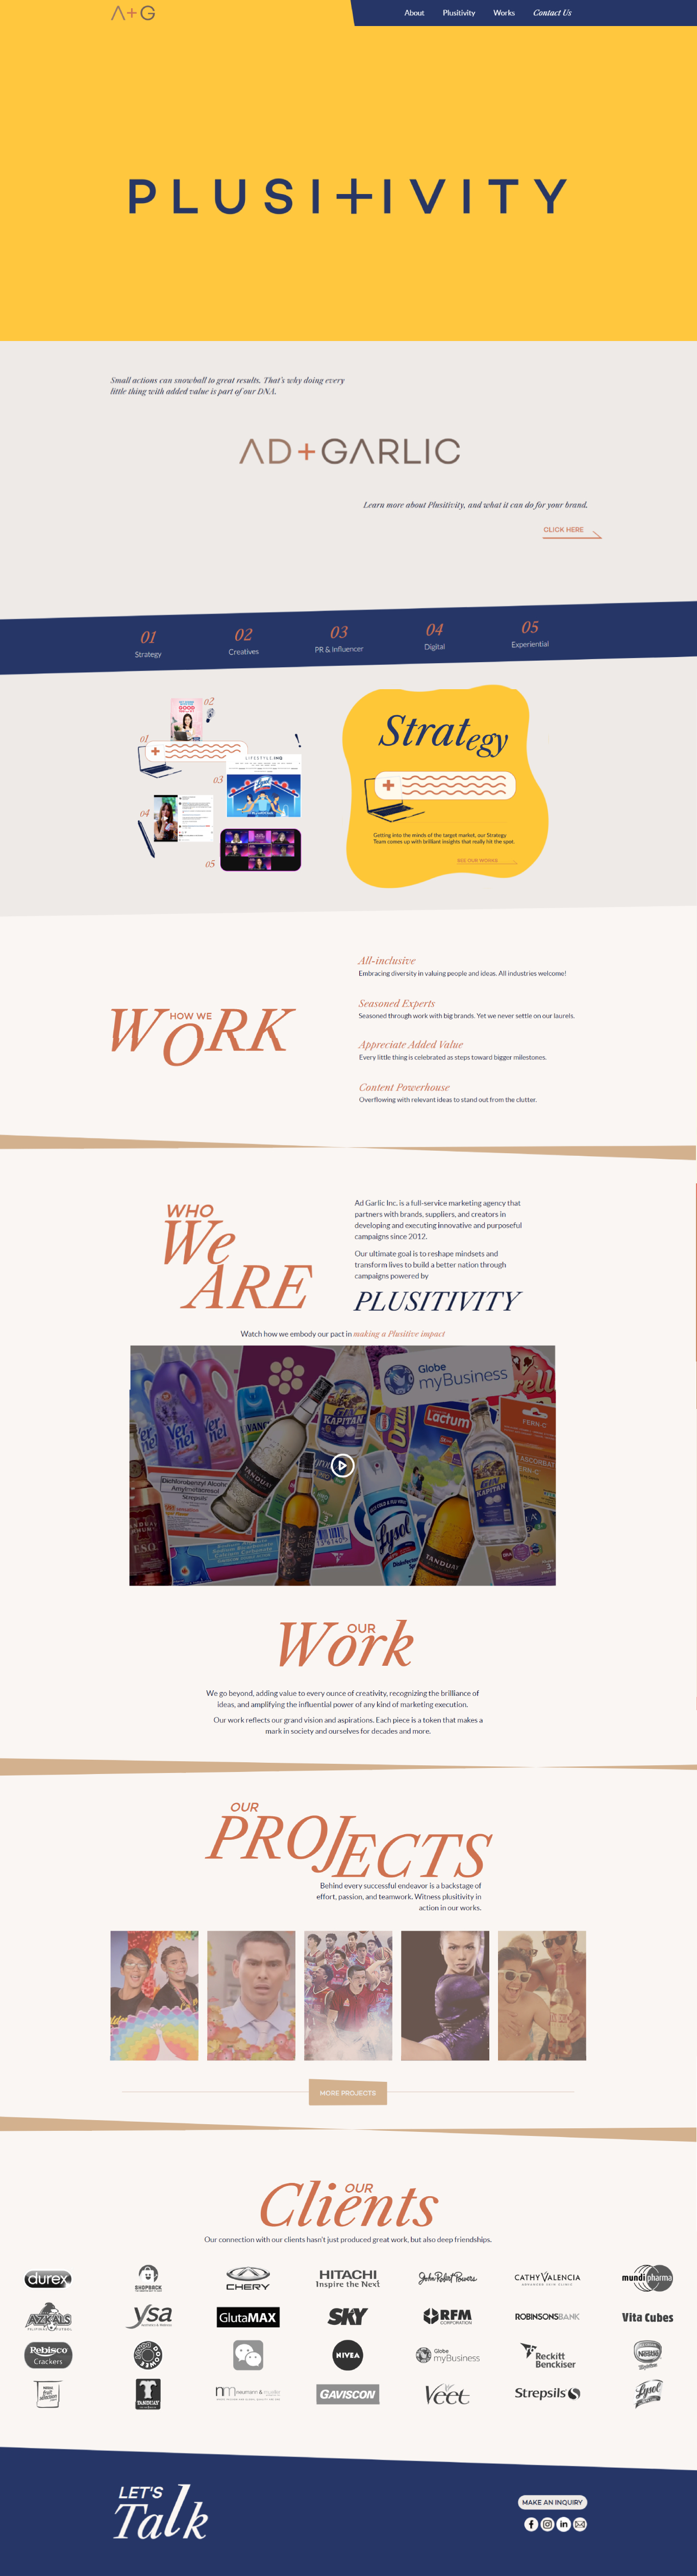 A+G
About Plusitivity Works Contact Us
PLUSI+IVITY
Small actions can snowball to great results. That's why doing every
little thing with added value is part of our DNA.
AD+GARLIC
Learn more about Plusitivity, and what it can do for your brand.
CLICK HERE
01 02 03 04 05
Strategy Creatives PR & Influencer Digital Experiential
02
GOOD
01
LIFESTYLE.INQ
03
04
05
Strategy
Getting into the minds of the target market, our Strategy
Team comes up with brilliant insights that really hit the spot.
SEE OUR WORKS
HOW WE
WORK
All-inclusive
Embracing diversity in valuing people and ideas. All industries welcome!
Seasoned Experts
Seasoned through work with big brands. Yet we never settle on our laurels.
Appreciate Added Value
Every little thing is celebrated as steps toward bigger milestones.
Content Powerhouse
Overflowing with relevant ideas to stand out from the clutter.
WHO
We
ARE
Ad Garlic Inc. is a full-service marketing agency that
partners with brands, suppliers, and creators in
developing and executing innovative and purposeful
campaigns since 2012.
Our ultimate goal is to reshape mindsets and
transform lives to build a better nation through
campaigns powered by
PLUSITIVITY
Watch how we embody our pact in making a Plusitive impact
Globe
myBusiness
Lactum
KAPITAN
FERN-C
Lysol
TANDUAY
OUR
Work
We go beyond, adding value to every ounce of creativity, recognizing the brilliance of
ideas, and amplifying the influential power of any kind of marketing execution.
Our work reflects our grand vision and aspirations. Each piece is a token that makes a
mark in society and ourselves for decades and more.
OUR
PROJECTS
Behind every successful endeavor is a backstage of
effort, passion, and teamwork. Witness plusitivity in
action in our works.
MORE PROJECTS
OUR
Clients
Our connection with our clients hasn't just produced great work, but also deep friendships.
durex
SHOPBACK
CHERY
HITACHI
Inspire the Next
John Robert Powers
CATHY VALENCIA
ADVANCED SKIN CLINIC
mundipharma
AZKALS
ysa
GlutaMAX
SKY
RFM
CORPORATION
ROBINSONSBANK
Vita Cubes
Rebisco
Crackers
NIVEA
Globe
myBusiness
Reckitt
Benckiser
TANDUAY
GAVISCON
Veet
Strepsils
Lysol
LET'S
Talk
MAKE AN INQUIRY